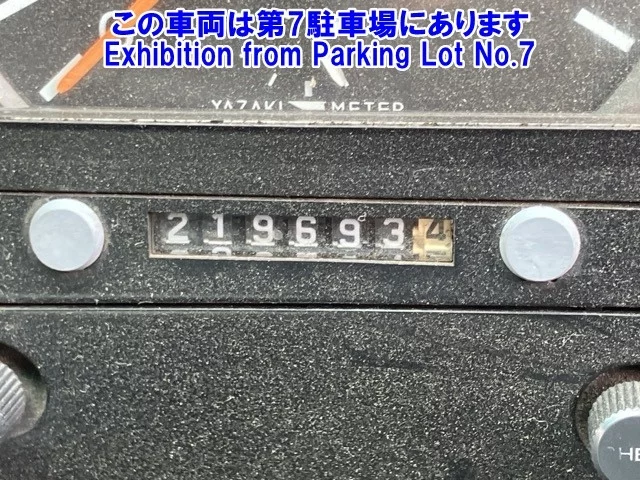 この車両は第7駐車場にあります
Exhibition from Parking Lot No.7
YAZAKI METER
2196934
HE